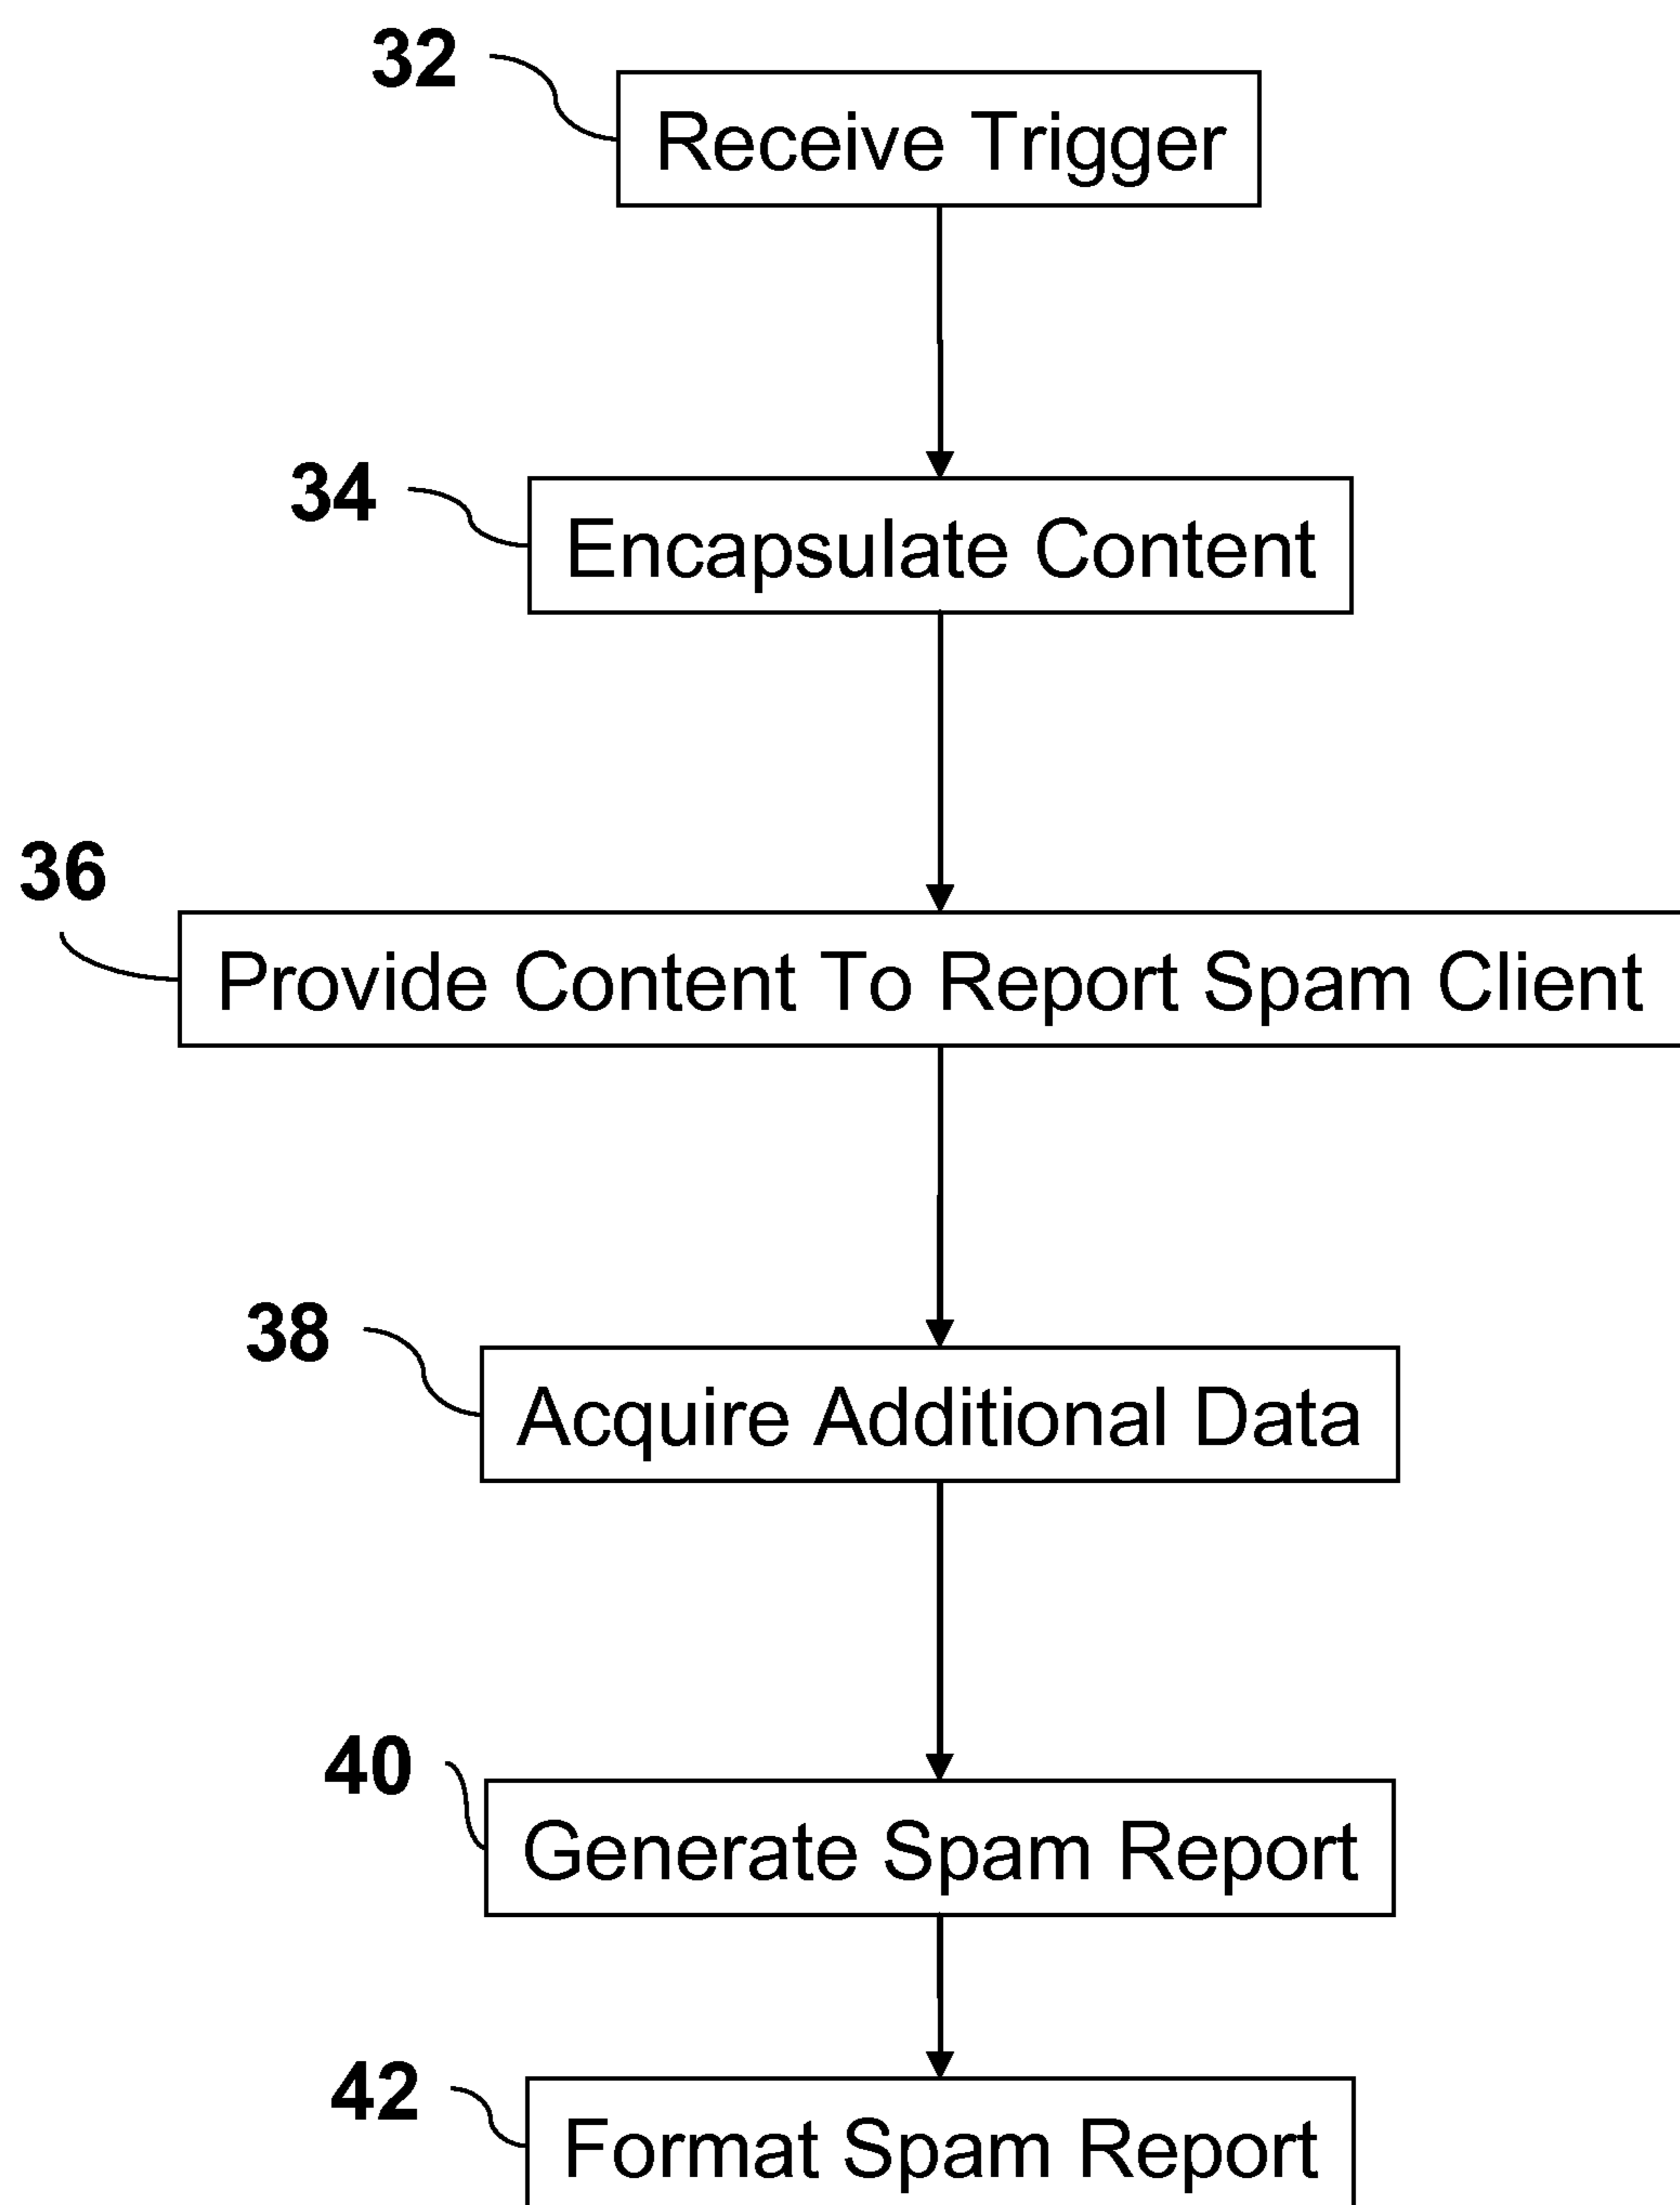 32
Receive Trigger
34
Encapsulate Content
36
Provide Content To Report Spam Client
38
Acquire Additional Data
40
Generate Spam Report
42
Format Spam Report